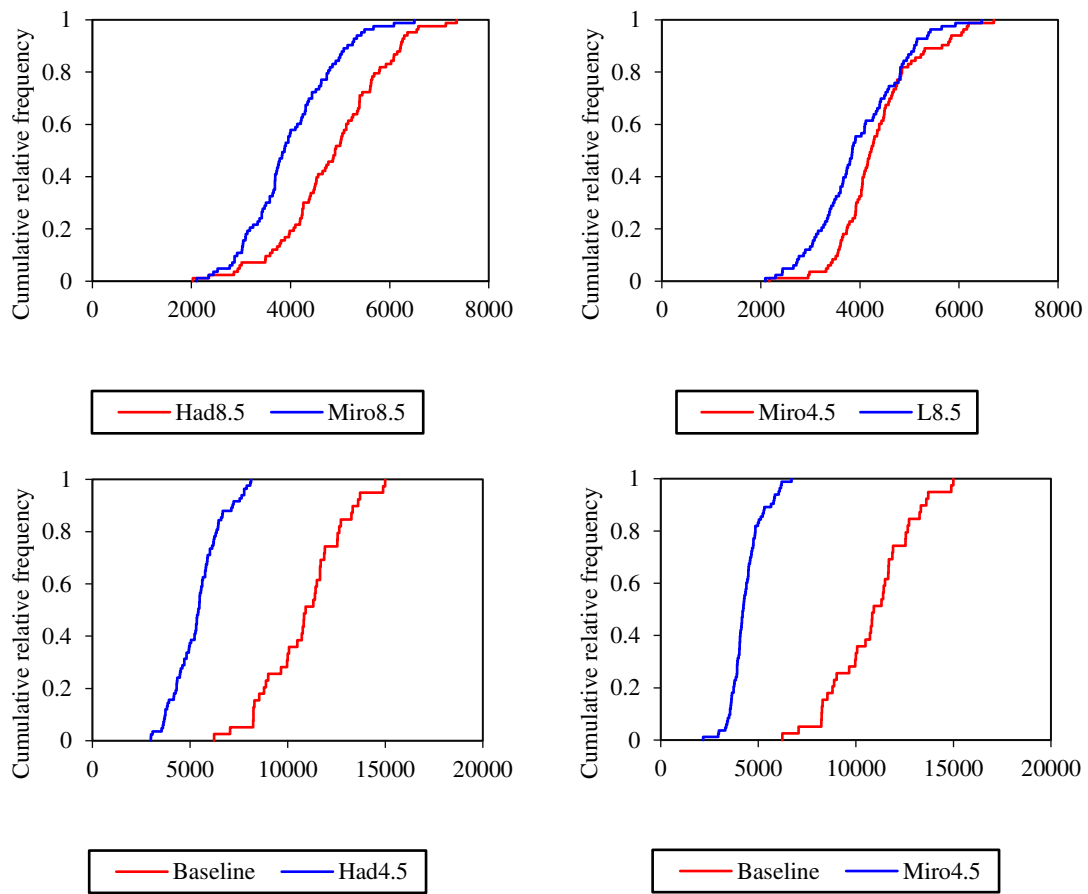 Cumulative relative frequency
1
0.8
0.6
0.4
0.2
0
0 2000 4000 6000 8000
Had8.5 Miro8.5
Cumulative relative frequency
1
0.8
0.6
0.4
0.2
0
0 2000 4000 6000 8000
Miro4.5 L8.5
Cumulative relative frequency
1
0.8
0.6
0.4
0.2
0
0 5000 10000 15000 20000
Baseline Had4.5
Cumulative relative frequency
1
0.8
0.6
0.4
0.2
0
0 5000 10000 15000 20000
Baseline Miro4.5